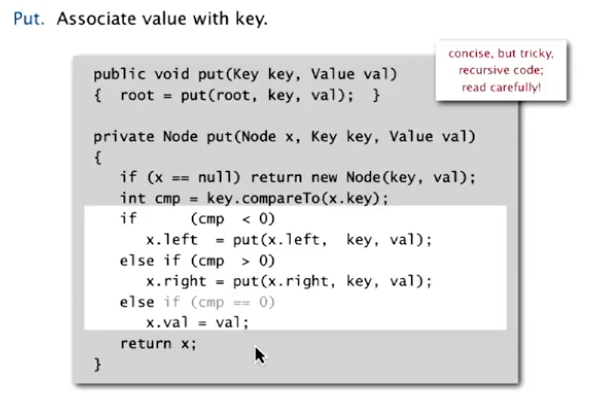 Put. Associate value with key.
concise, but tricky,
recursive code;
read carefully!
public void put(Key key, Value val)
{ root = put(root, key, val); }
private Node put(Node x, Key key, Value val)
{
if (x == null) return new Node(key, val);
int cmp = key.compareTo(x.key);
if (cmp < 0)
x.left = put(x.left, key, val);
else if (cmp > 0)
x.right = put(x.right, key, val);
else if (cmp == 0)
x.val = val;
return x;
}